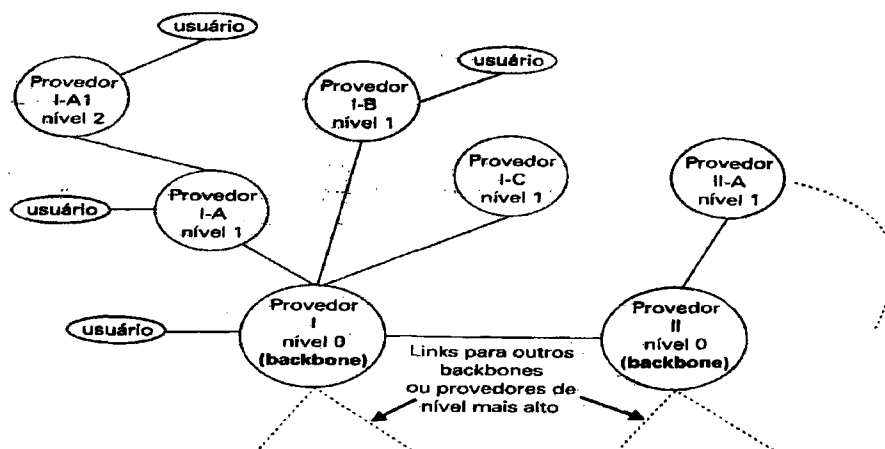 usuário
Provedor
I-A1
nível 2
Provedor
I-B
nível 1
usuário
Provedor
I-C
nível 1
Provedor
II-A
nível 1
usuário
Provedor
I-A
nível 1
usuário
Provedor
I
nível 0
(backbone)
Provedor
II
nível 0
(backbone)
Links para outros
backbones
ou provedores de
nível mais alto